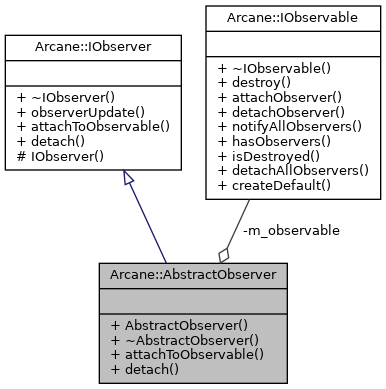 Arcane::IObserver
+ ~IObserver()
+ observerUpdate()
+ attachToObservable()
+ detach()
# IObserver()
Arcane::IObservable
+ ~IObservable()
+ destroy()
+ attachObserver()
+ detachObserver()
+ notifyAllObservers()
+ hasObservers()
+ isDestroyed()
+ detachAllObservers()
+ createDefault()
-m_observable
Arcane::AbstractObserver
+ AbstractObserver()
+ ~AbstractObserver()
+ attachToObservable()
+ detach()